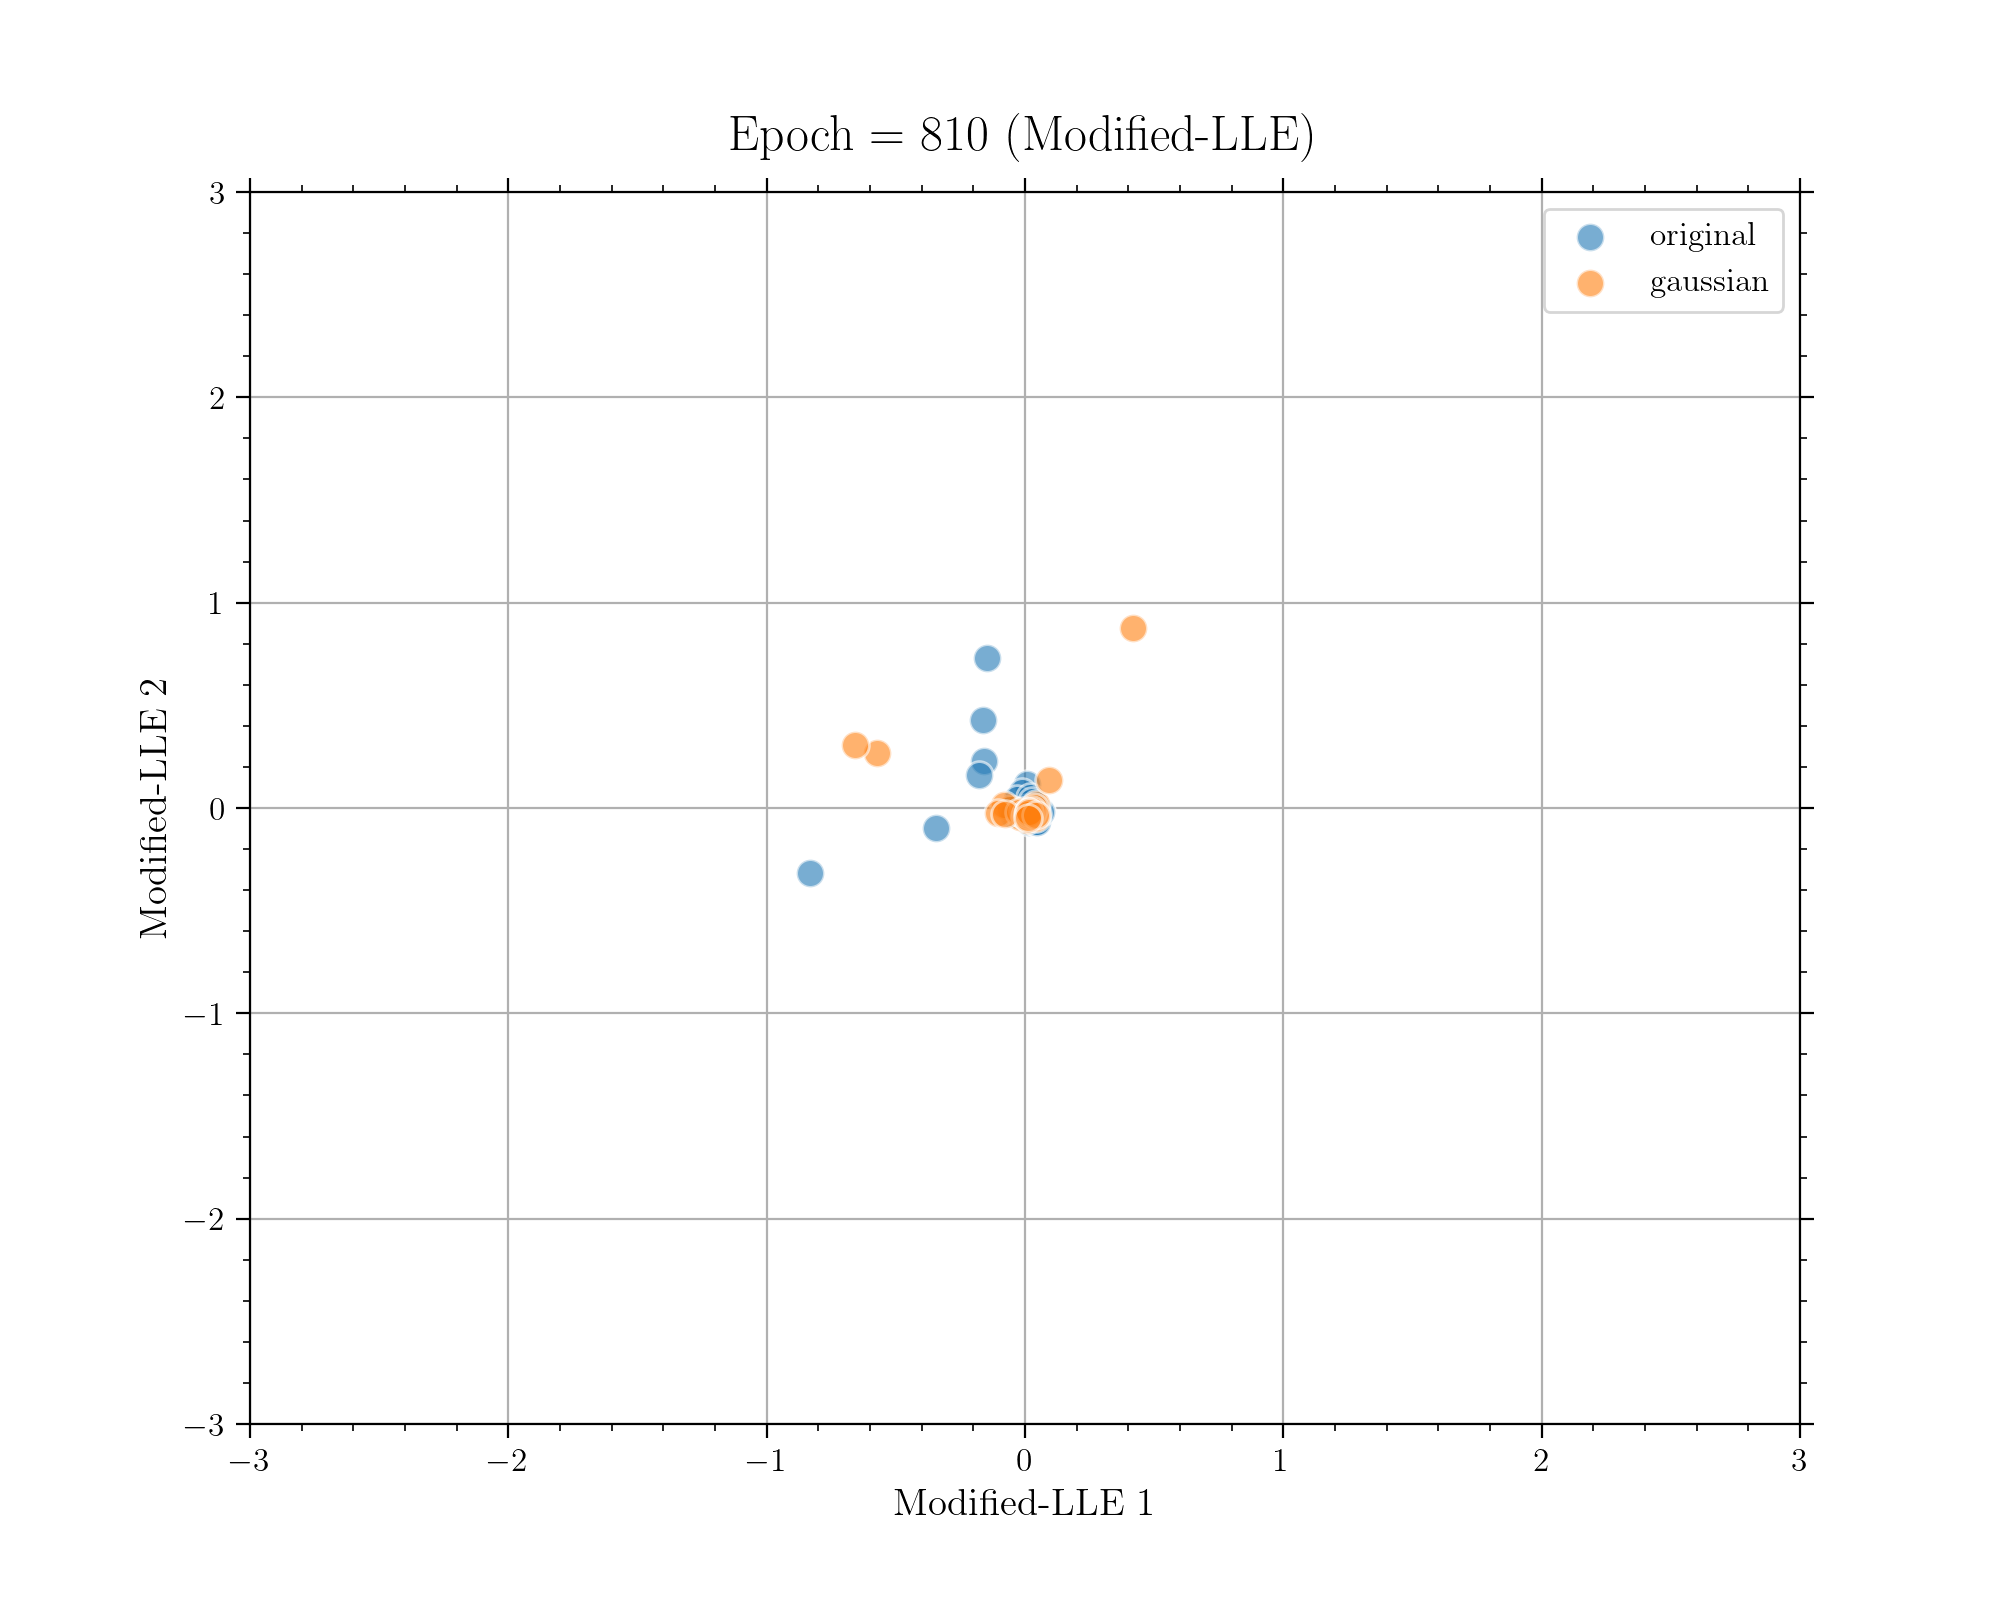 Epoch = 810 (Modified-LLE)
original
gaussian
3
2
1
0
−1
−2
−3
Modified-LLE 2
−3
−2
−1
0
1
2
3
Modified-LLE 1